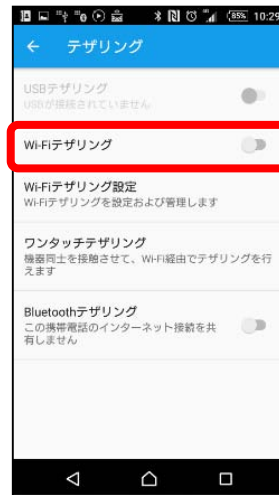 85% 10:29
テザリング
USBテザリング
USBが接続されていません
Wi-Fiテザリング
Wi-Fiテザリング設定
Wi-Fiテザリングを設定および管理します
ワンタッチテザリング
機器同士を接触させて、Wi-Fi経由でテザリングを行
えます
Bluetoothテザリング
この携帯電話のインターネット接続を共
有しません